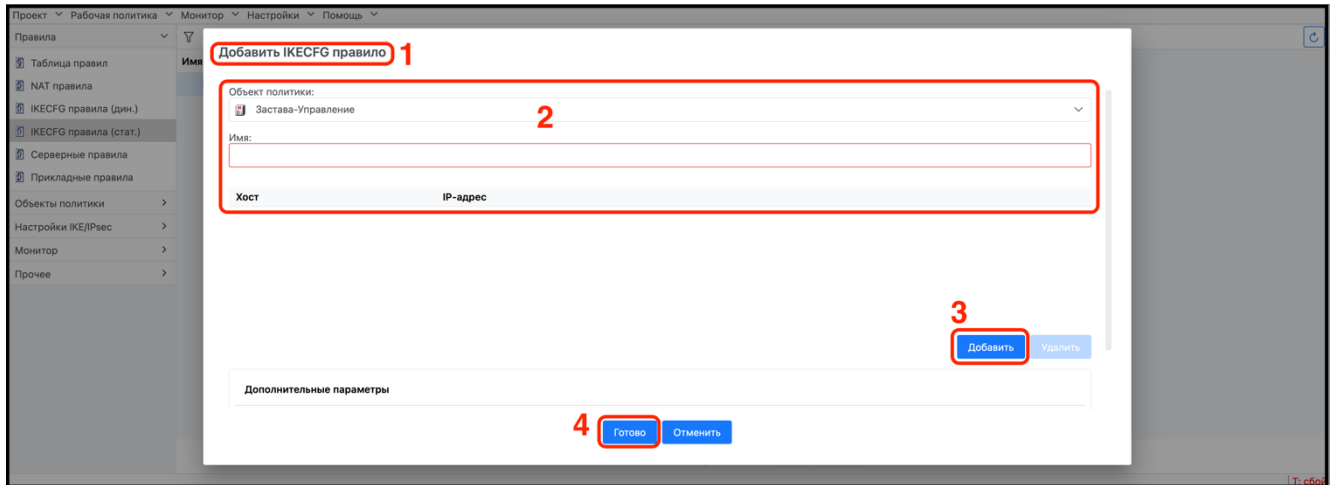 Проект Рабочая политика Монитор Настройки Помощь
Правила
Таблица правил
NAT правила
IKECFG правила (дин.)
IKECFG правила (стат.)
Серверные правила
Прикладные правила
Объекты политики
Настройки IKE/IPsec
Монитор
Прочее
Имя
Добавить IKECFG правило 1
Объект политики:
Застава-Управление
2
Имя:
Хост IP-адрес
3
Добавить Удалить
Дополнительные параметры
4 Готово Отменить
T: сбой